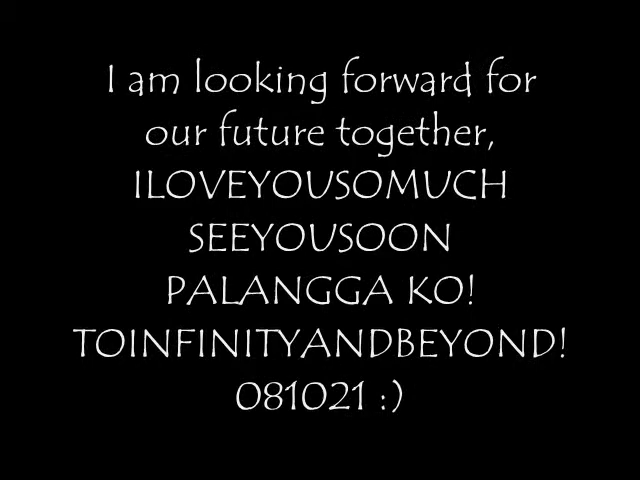 I am looking forward for
our future together,
ILOVEYOUSOMUCH
SEEYOUSOON
PALANGGA KO!
TOINFINITYANDBEYOND!
081021 :)